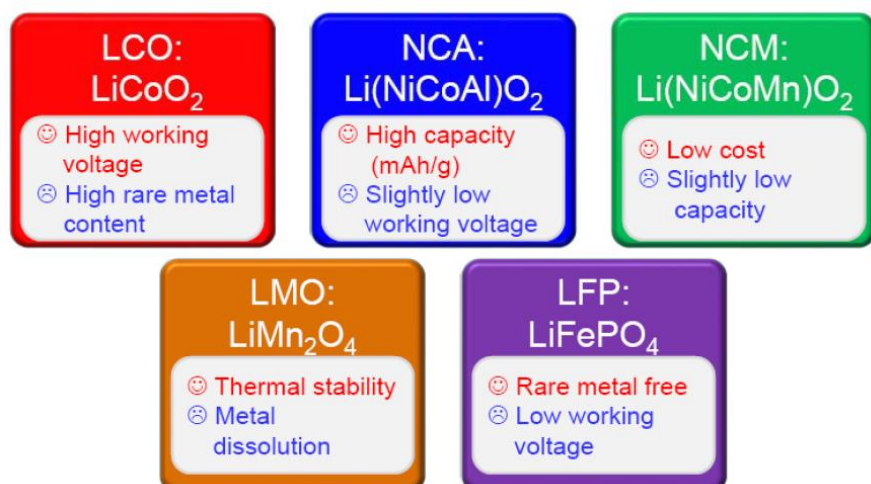 LCO:
LiCoO₂
☺ High working
voltage
☹ High rare metal
content
NCA:
Li(NiCoAl)O₂
☺ High capacity
(mAh/g)
☹ Slightly low
working voltage
NCM:
Li(NiCoMn)O₂
☺ Low cost
☹ Slightly low
capacity
LMO:
LiMn₂O₄
☺ Thermal stability
☹ Metal
dissolution
LFP:
LiFePO₄
☺ Rare metal free
☹ Low working
voltage